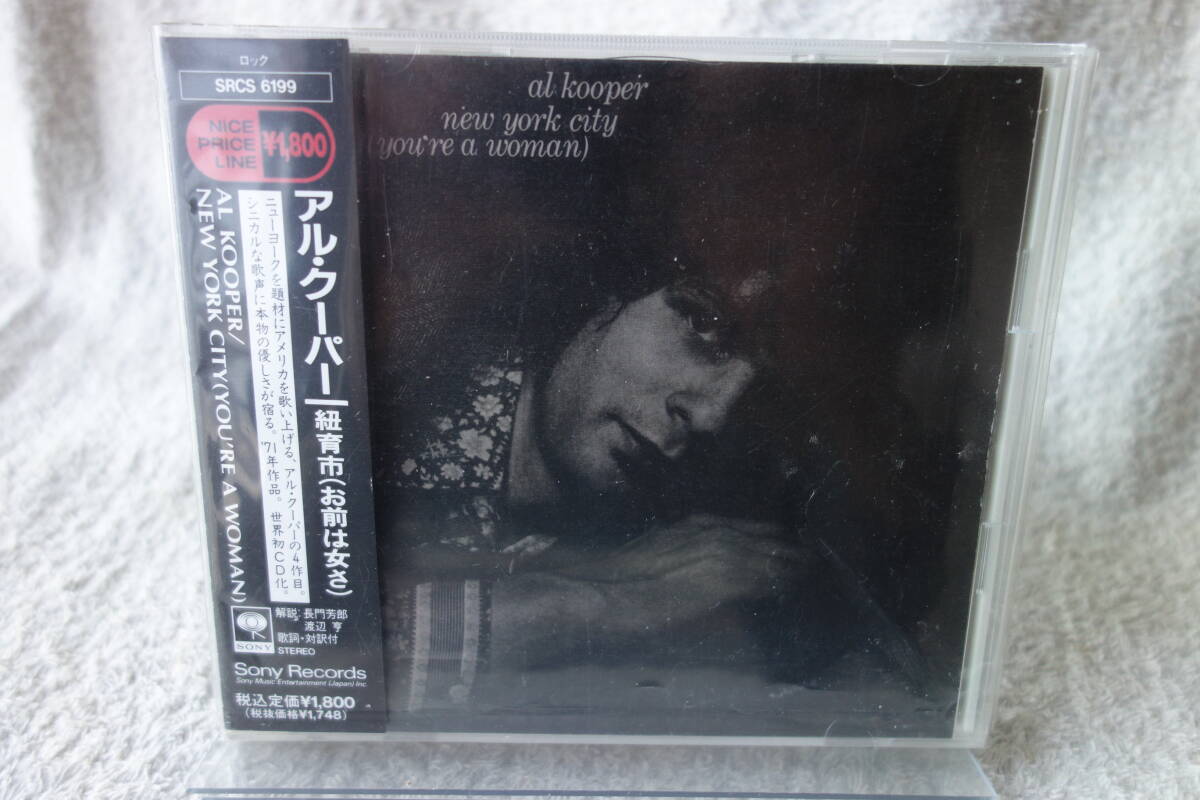 ロック
SRCS 6199
NICE
PRICE
LINE
¥1,800
アル・クーパー
紐育市(お前は女さ)
ニューヨークを題材にアメリカを歌い上げる、アル・クーパーの4作目。
シニカルな歌声に本物の優しさが宿る。'71年作品。世界初CD化。
AL KOOPER/
NEW YORK CITY(YOU'RE A WOMAN)
SONY
解説:長門芳郎
渡辺 亨
歌詞・対訳付
STEREO
Sony Records
Sony Music Entertainment (Japan) Inc.
税込定価¥1,800
(税抜価格¥1,748)
al kooper
new york city
(you're a woman)